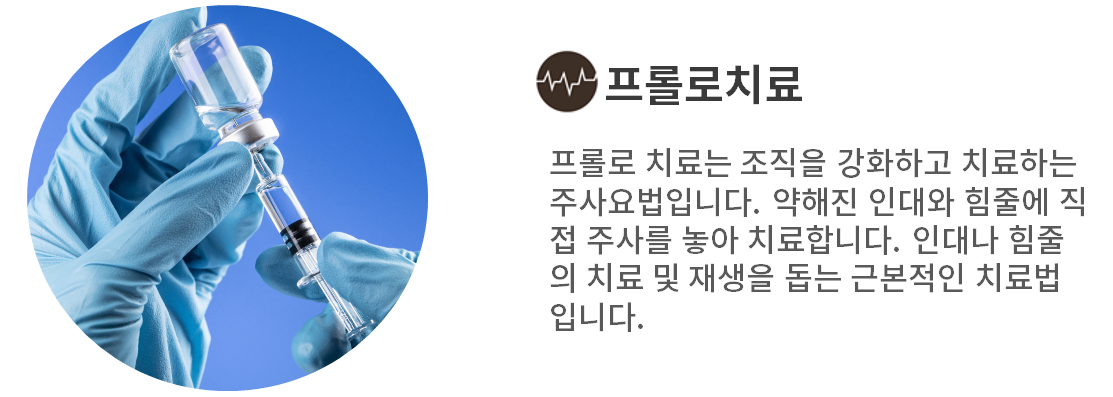 프롤로치료
프롤로 치료는 조직을 강화하고 치료하는
주사요법입니다. 약해진 인대와 힘줄에 직
접 주사를 놓아 치료합니다. 인대나 힘줄
의 치료 및 재생을 돕는 근본적인 치료법
입니다.